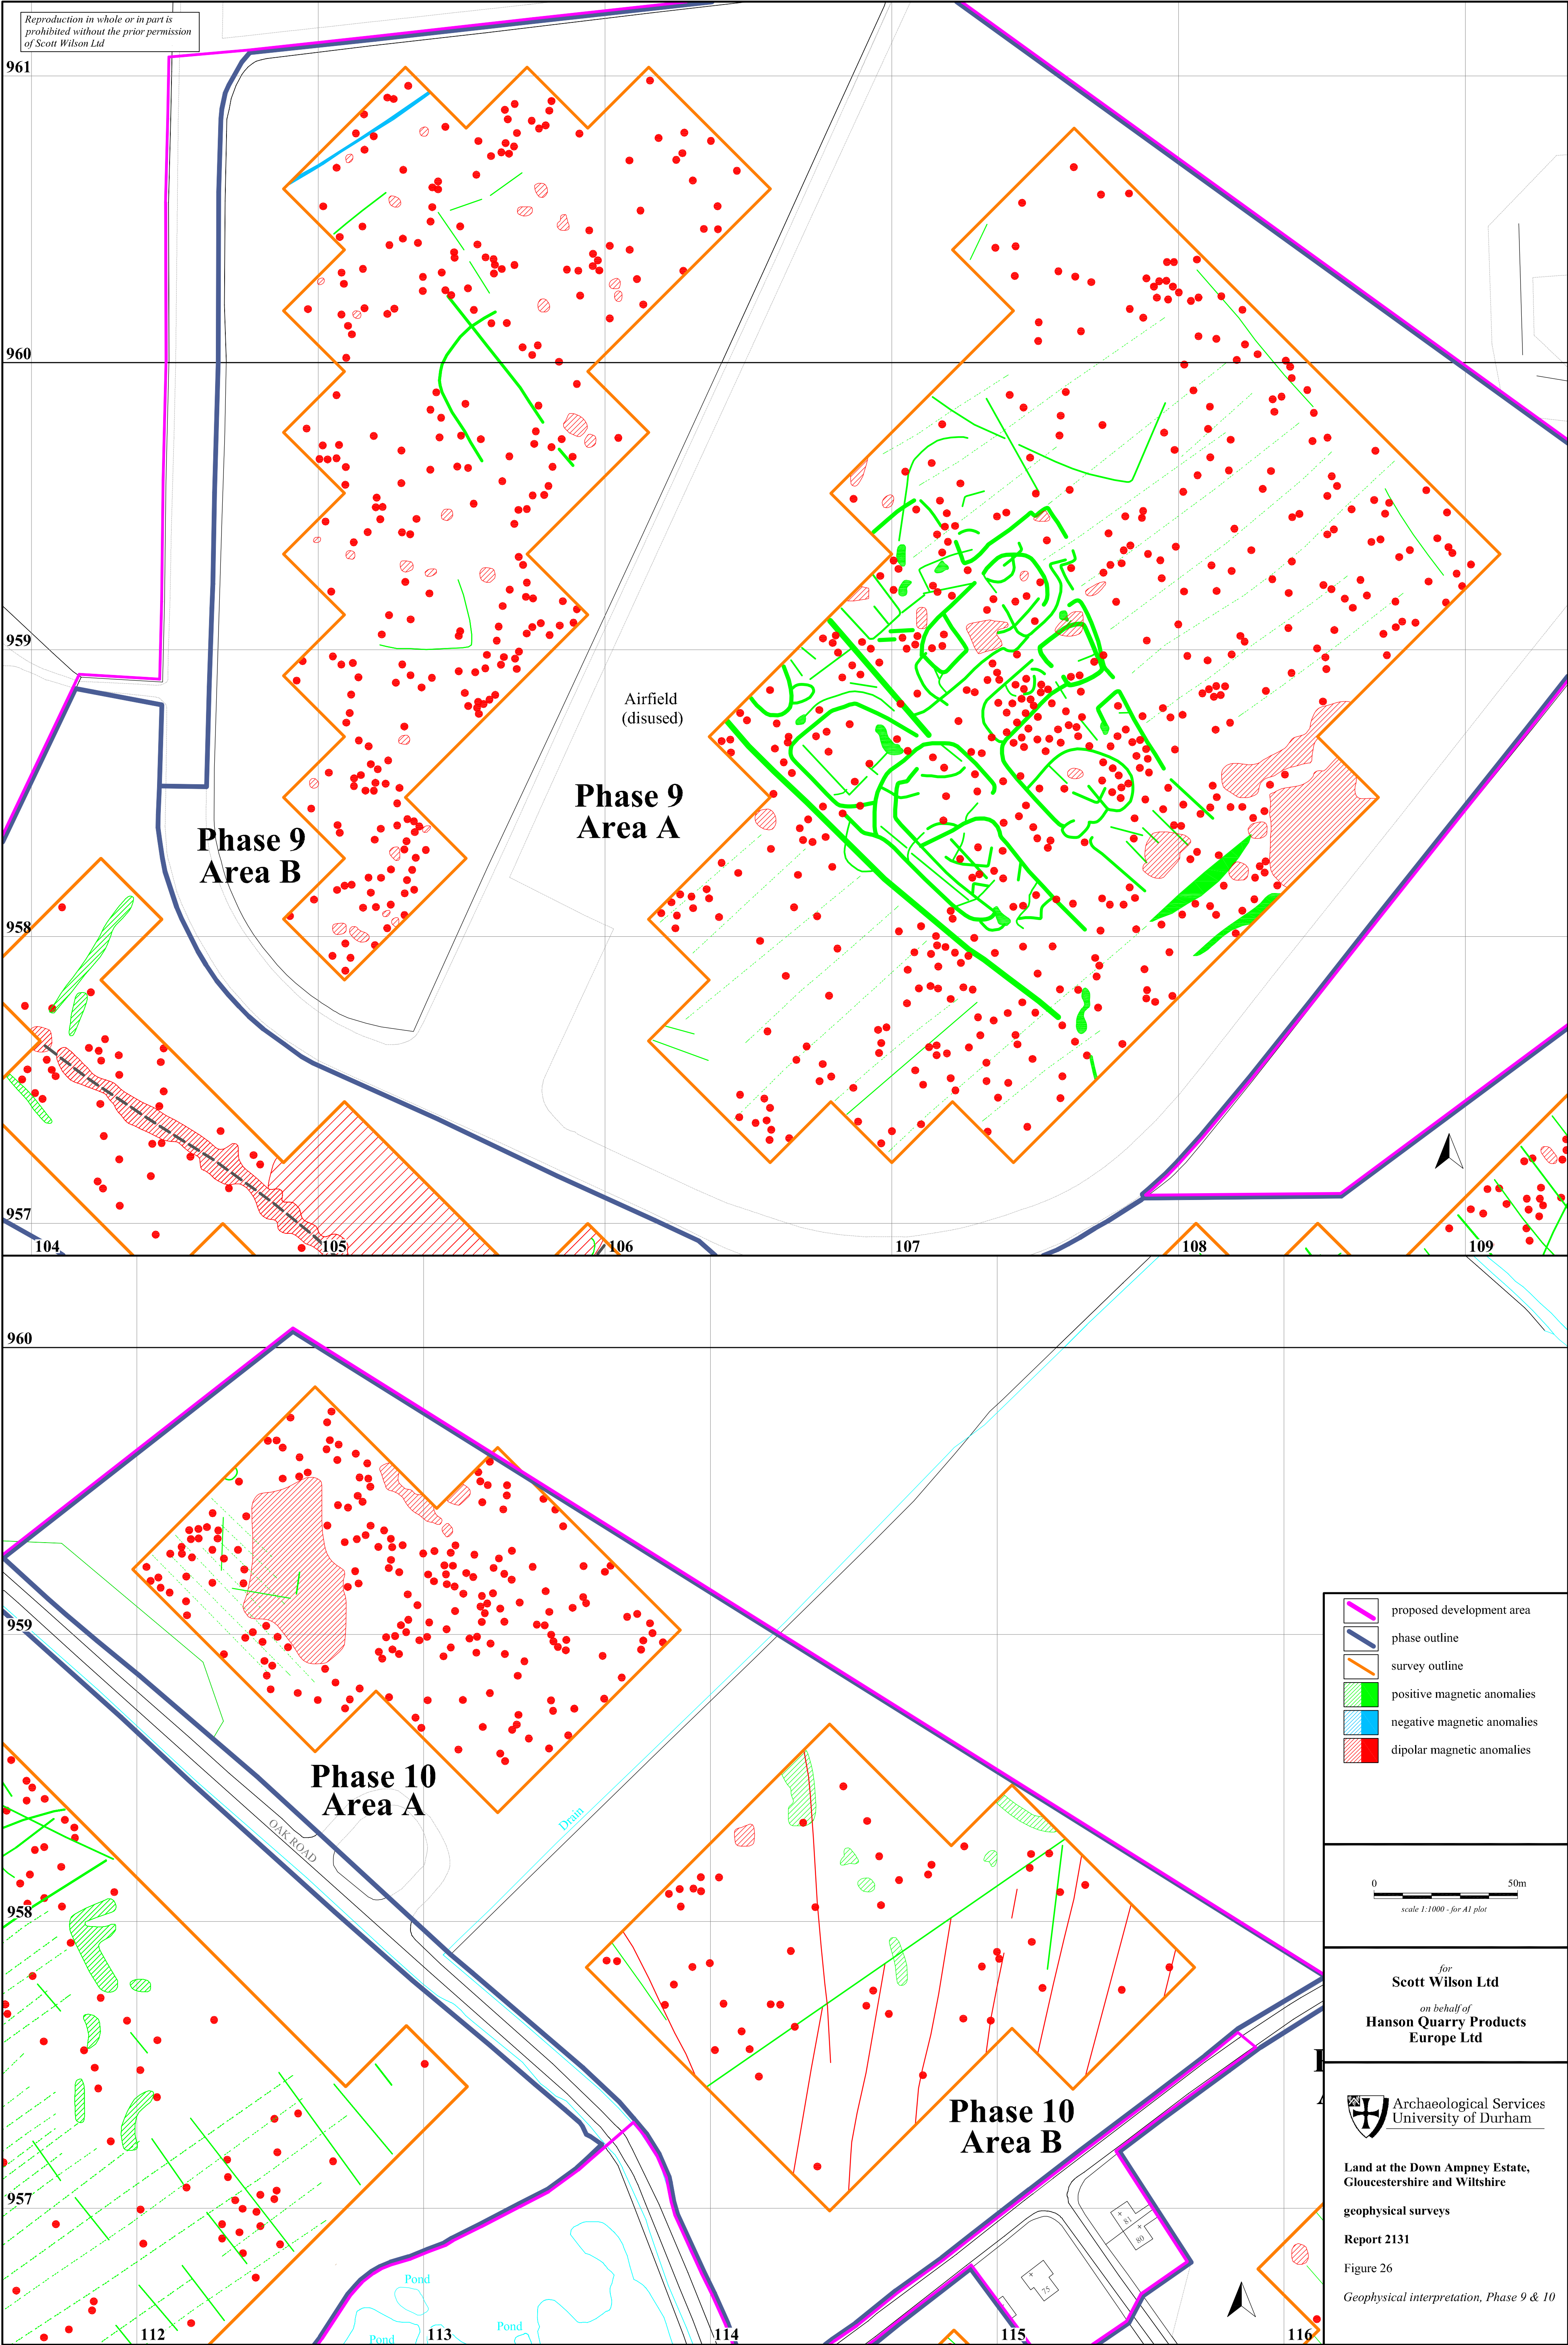 Reproduction in whole or in part is
prohibited without the prior permission
of Scott Wilson Ltd
961
960
959
958
957
Airfield
(disused)
Phase 9
Area A
Phase 9
Area B
104
105
106
107
108
109
960
959
958
957
Phase 10
Area A
OAK ROAD
Drain
Phase 10
Area B
81
80
75
Pond
Pond
Pond
112
113
114
115
116
proposed development area
phase outline
survey outline
positive magnetic anomalies
negative magnetic anomalies
dipolar magnetic anomalies
0 50m
scale 1:1000 - for A1 plot
for
Scott Wilson Ltd
on behalf of
Hanson Quarry Products
Europe Ltd
Archaeological Services
University of Durham
Land at the Down Ampney Estate,
Gloucestershire and Wiltshire
geophysical surveys
Report 2131
Figure 26
Geophysical interpretation, Phase 9 & 10